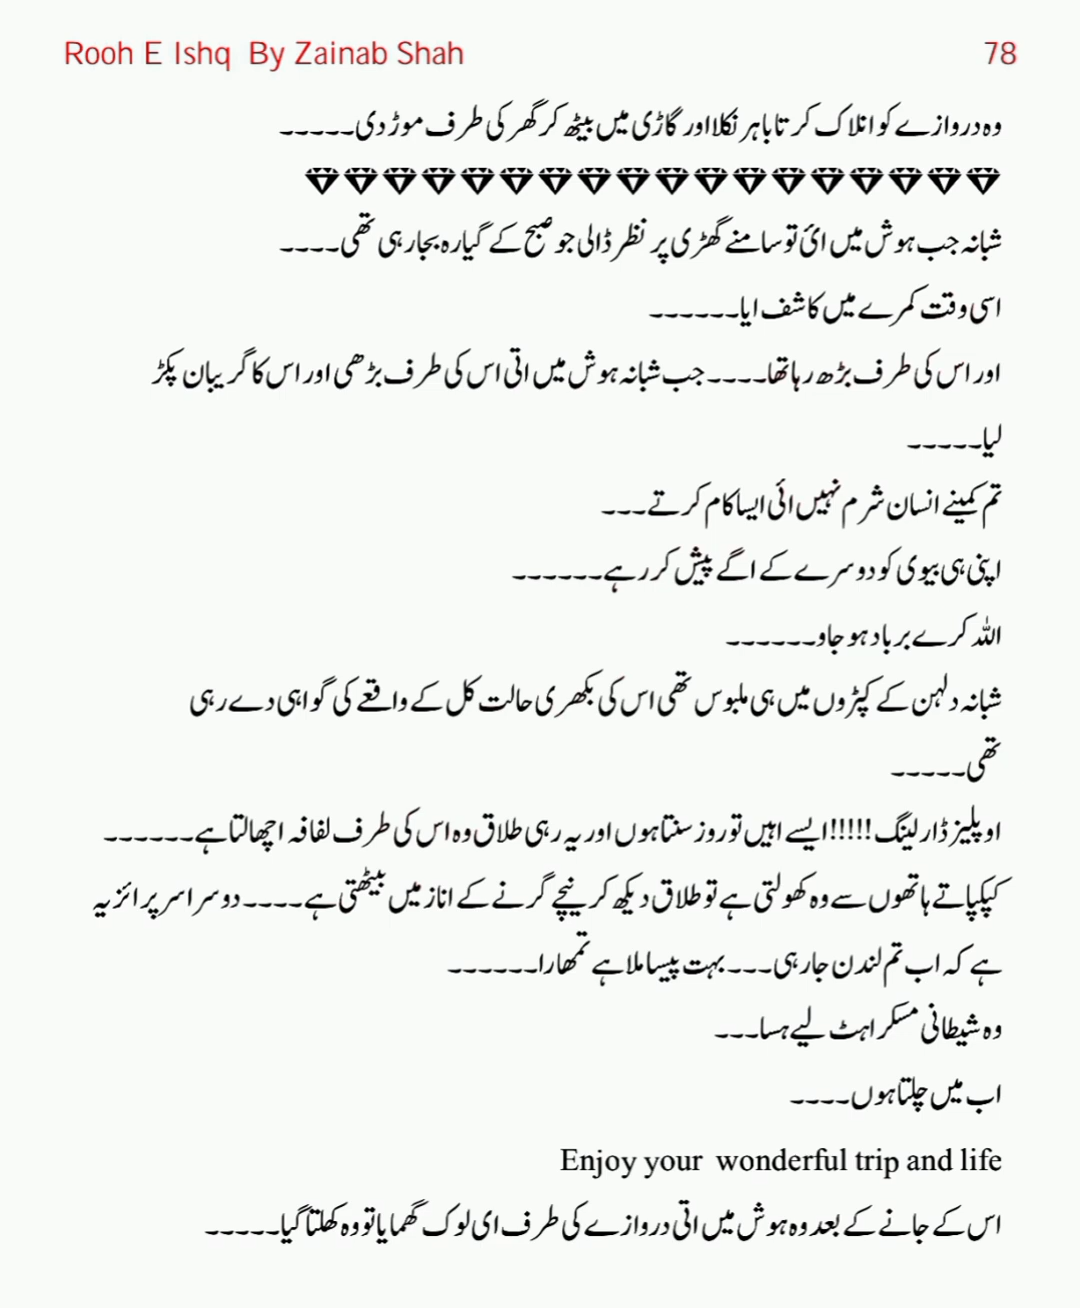 Rooh E Ishq By Zainab Shah 78
وہ دروازے کو انلاک کرتا باہر نکلا اور گاڑی میں بیٹھ کر گھر کی طرف موڑ دی-----
شبانہ جب ہوش میں ائ تو سامنے گھڑی پر نظر ڈالی جو صبح کے گیارہ بجا رہی تھی----
اسی وقت کمرے میں کاشف ایا------
اور اس کی طرف بڑھ رہا تھا----جب شبانہ ہوش میں اتی اس کی طرف بڑھی اور اس کا گریبان پکڑ
لیا-----
تم کمینے انسان شرم نہیں ائی ایسا کام کرتے---
اپنی ہی بیوی کو دوسرے کے اگے پیش کر رہے------
اللہ کرے برباد ہو جاو------
شبانہ دلہن کے کپڑوں میں ہی ملبوس تھی اس کی بکھری حالت کل کے واقعے کی گواہی دے رہی
تھی-----
او پلیز ڈارلینگ !!!!!ایسے اہیں تو روز سنتا ہوں اور یہ رہی طلاق وہ اس کی طرف لفافہ اچھالتا ہے------
کپکپاتے ہاتھوں سے وہ کھولتی ہے تو طلاق دیکھ کر نیچے گرنے کے اناز میں بیٹھتی ہے----دوسرا سرپرائز یہ
ہے کہ اب تم لندن جا رہی---بہت پیسا ملا ہے تمھارا------
وہ شیطانی مسکراہٹ لیے ہسا---
اب میں چلتا ہوں----
Enjoy your wonderful trip and life
اس کے جانے کے بعد وہ ہوش میں اتی دروازے کی طرف ای لوک گھمایا تو وہ کھلتا گیا-----